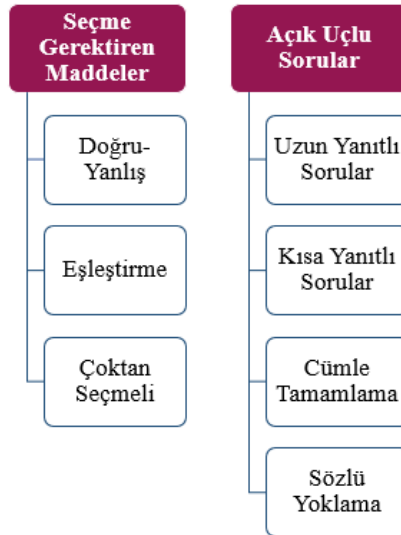 Seçme
Gerektiren
Maddeler
Doğru-
Yanlış
Eşleştirme
Çoktan
Seçmeli
Açık Uçlu
Sorular
Uzun Yanıtlı
Sorular
Kısa Yanıtlı
Sorular
Cümle
Tamamlama
Sözlü
Yoklama